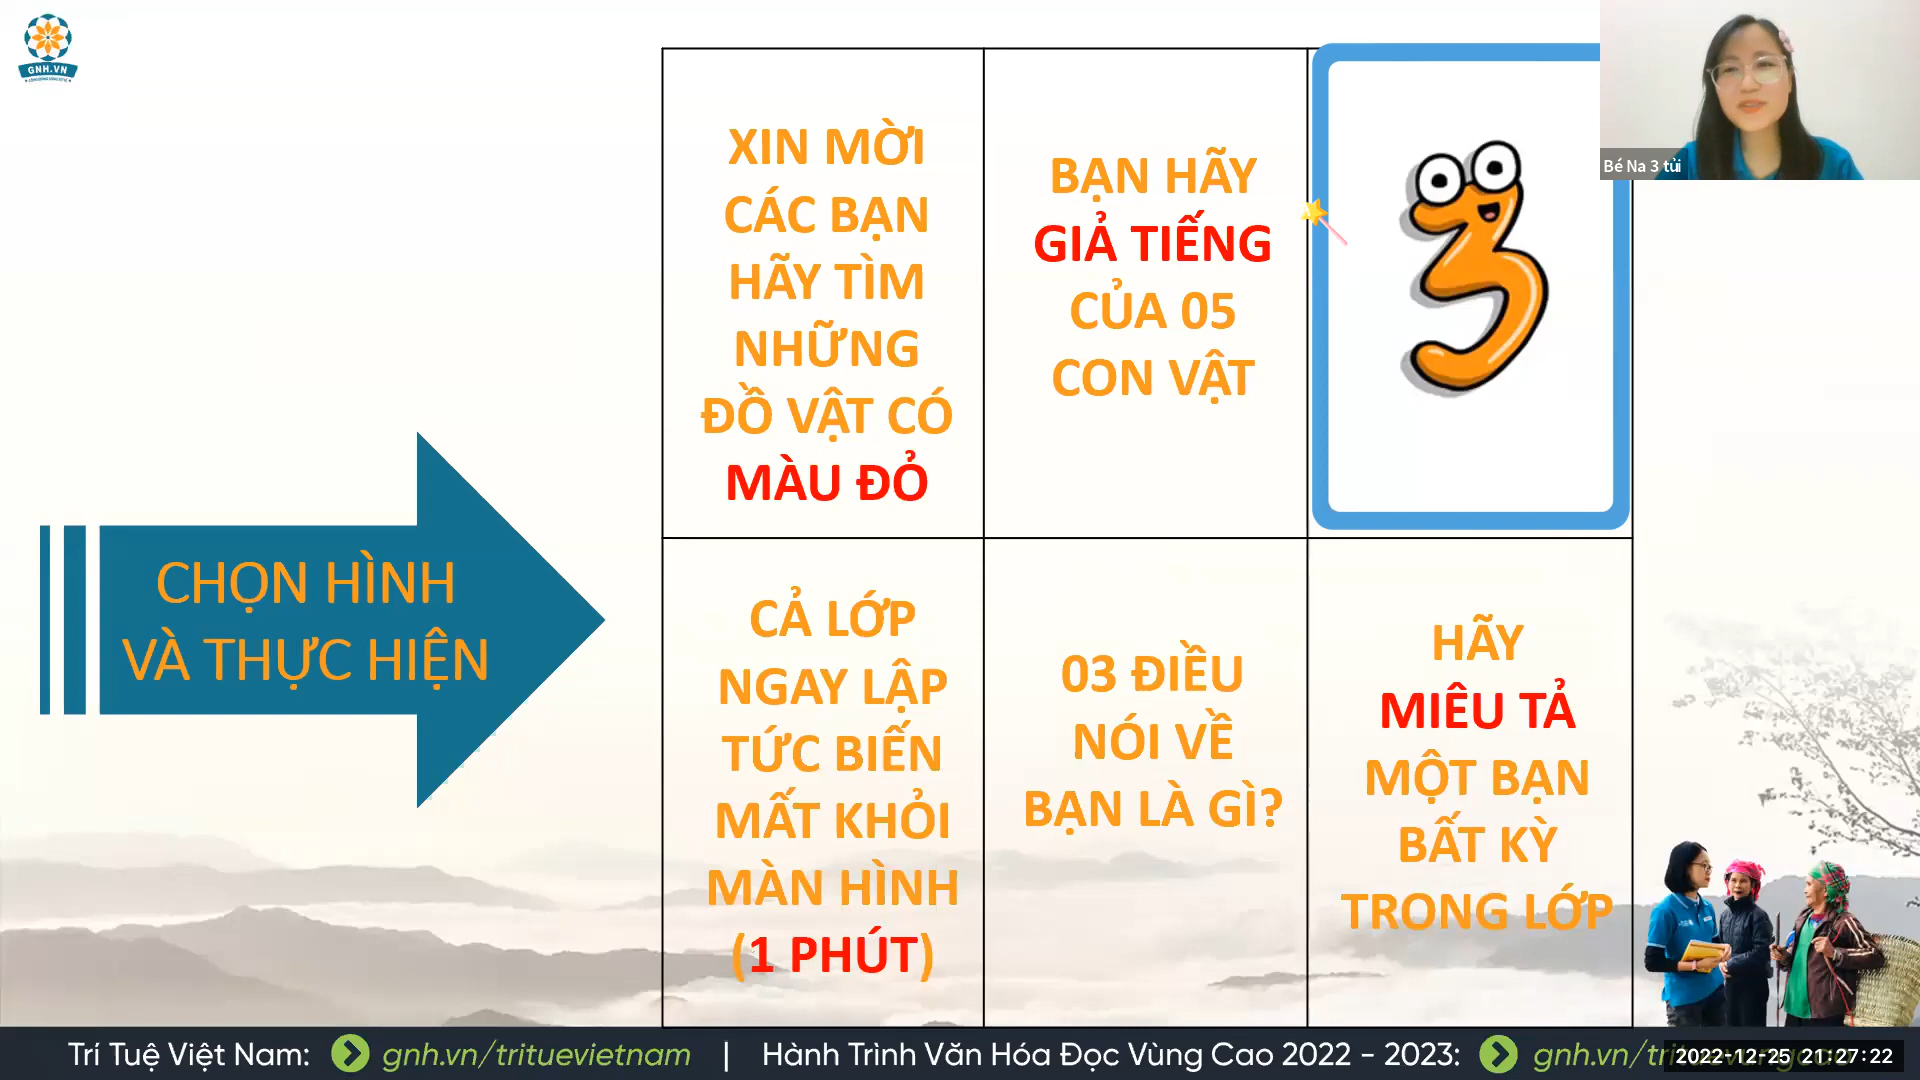 GNH.VN
XIN MỜI
CÁC BẠN
HÃY TÌM
NHỮNG
ĐỒ VẬT CÓ
MÀU ĐỎ
BẠN HÃY
GIẢ TIẾNG
CỦA 05
CON VẬT
3
Bé Na 3 tủi
CHỌN HÌNH
VÀ THỰC HIỆN
CẢ LỚP
NGAY LẬP
TỨC BIẾN
MẤT KHỎI
MÀN HÌNH
(1 PHÚT)
03 ĐIỀU
NÓI VỀ
BẠN LÀ GÌ?
HÃY
MIÊU TẢ
MỘT BẠN
BẤT KỲ
TRONG LỚP
Trí Tuệ Việt Nam: gnh.vn/trituevietnam | Hành Trình Văn Hóa Đọc Vùng Cao 2022 - 2023: gnh.vn/trituevungcao
2022-12-25 21:27:22